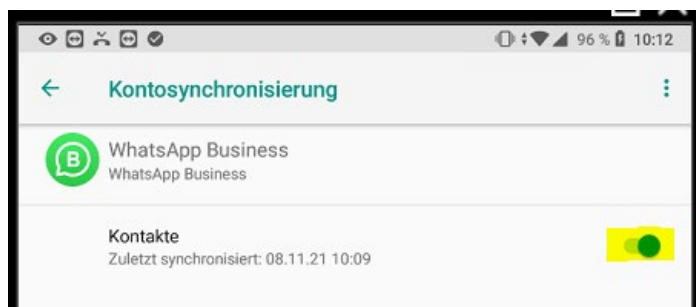 96 % 10:12
Kontosynchronisierung
B
WhatsApp Business
WhatsApp Business
Kontakte
Zuletzt synchronisiert: 08.11.21 10:09